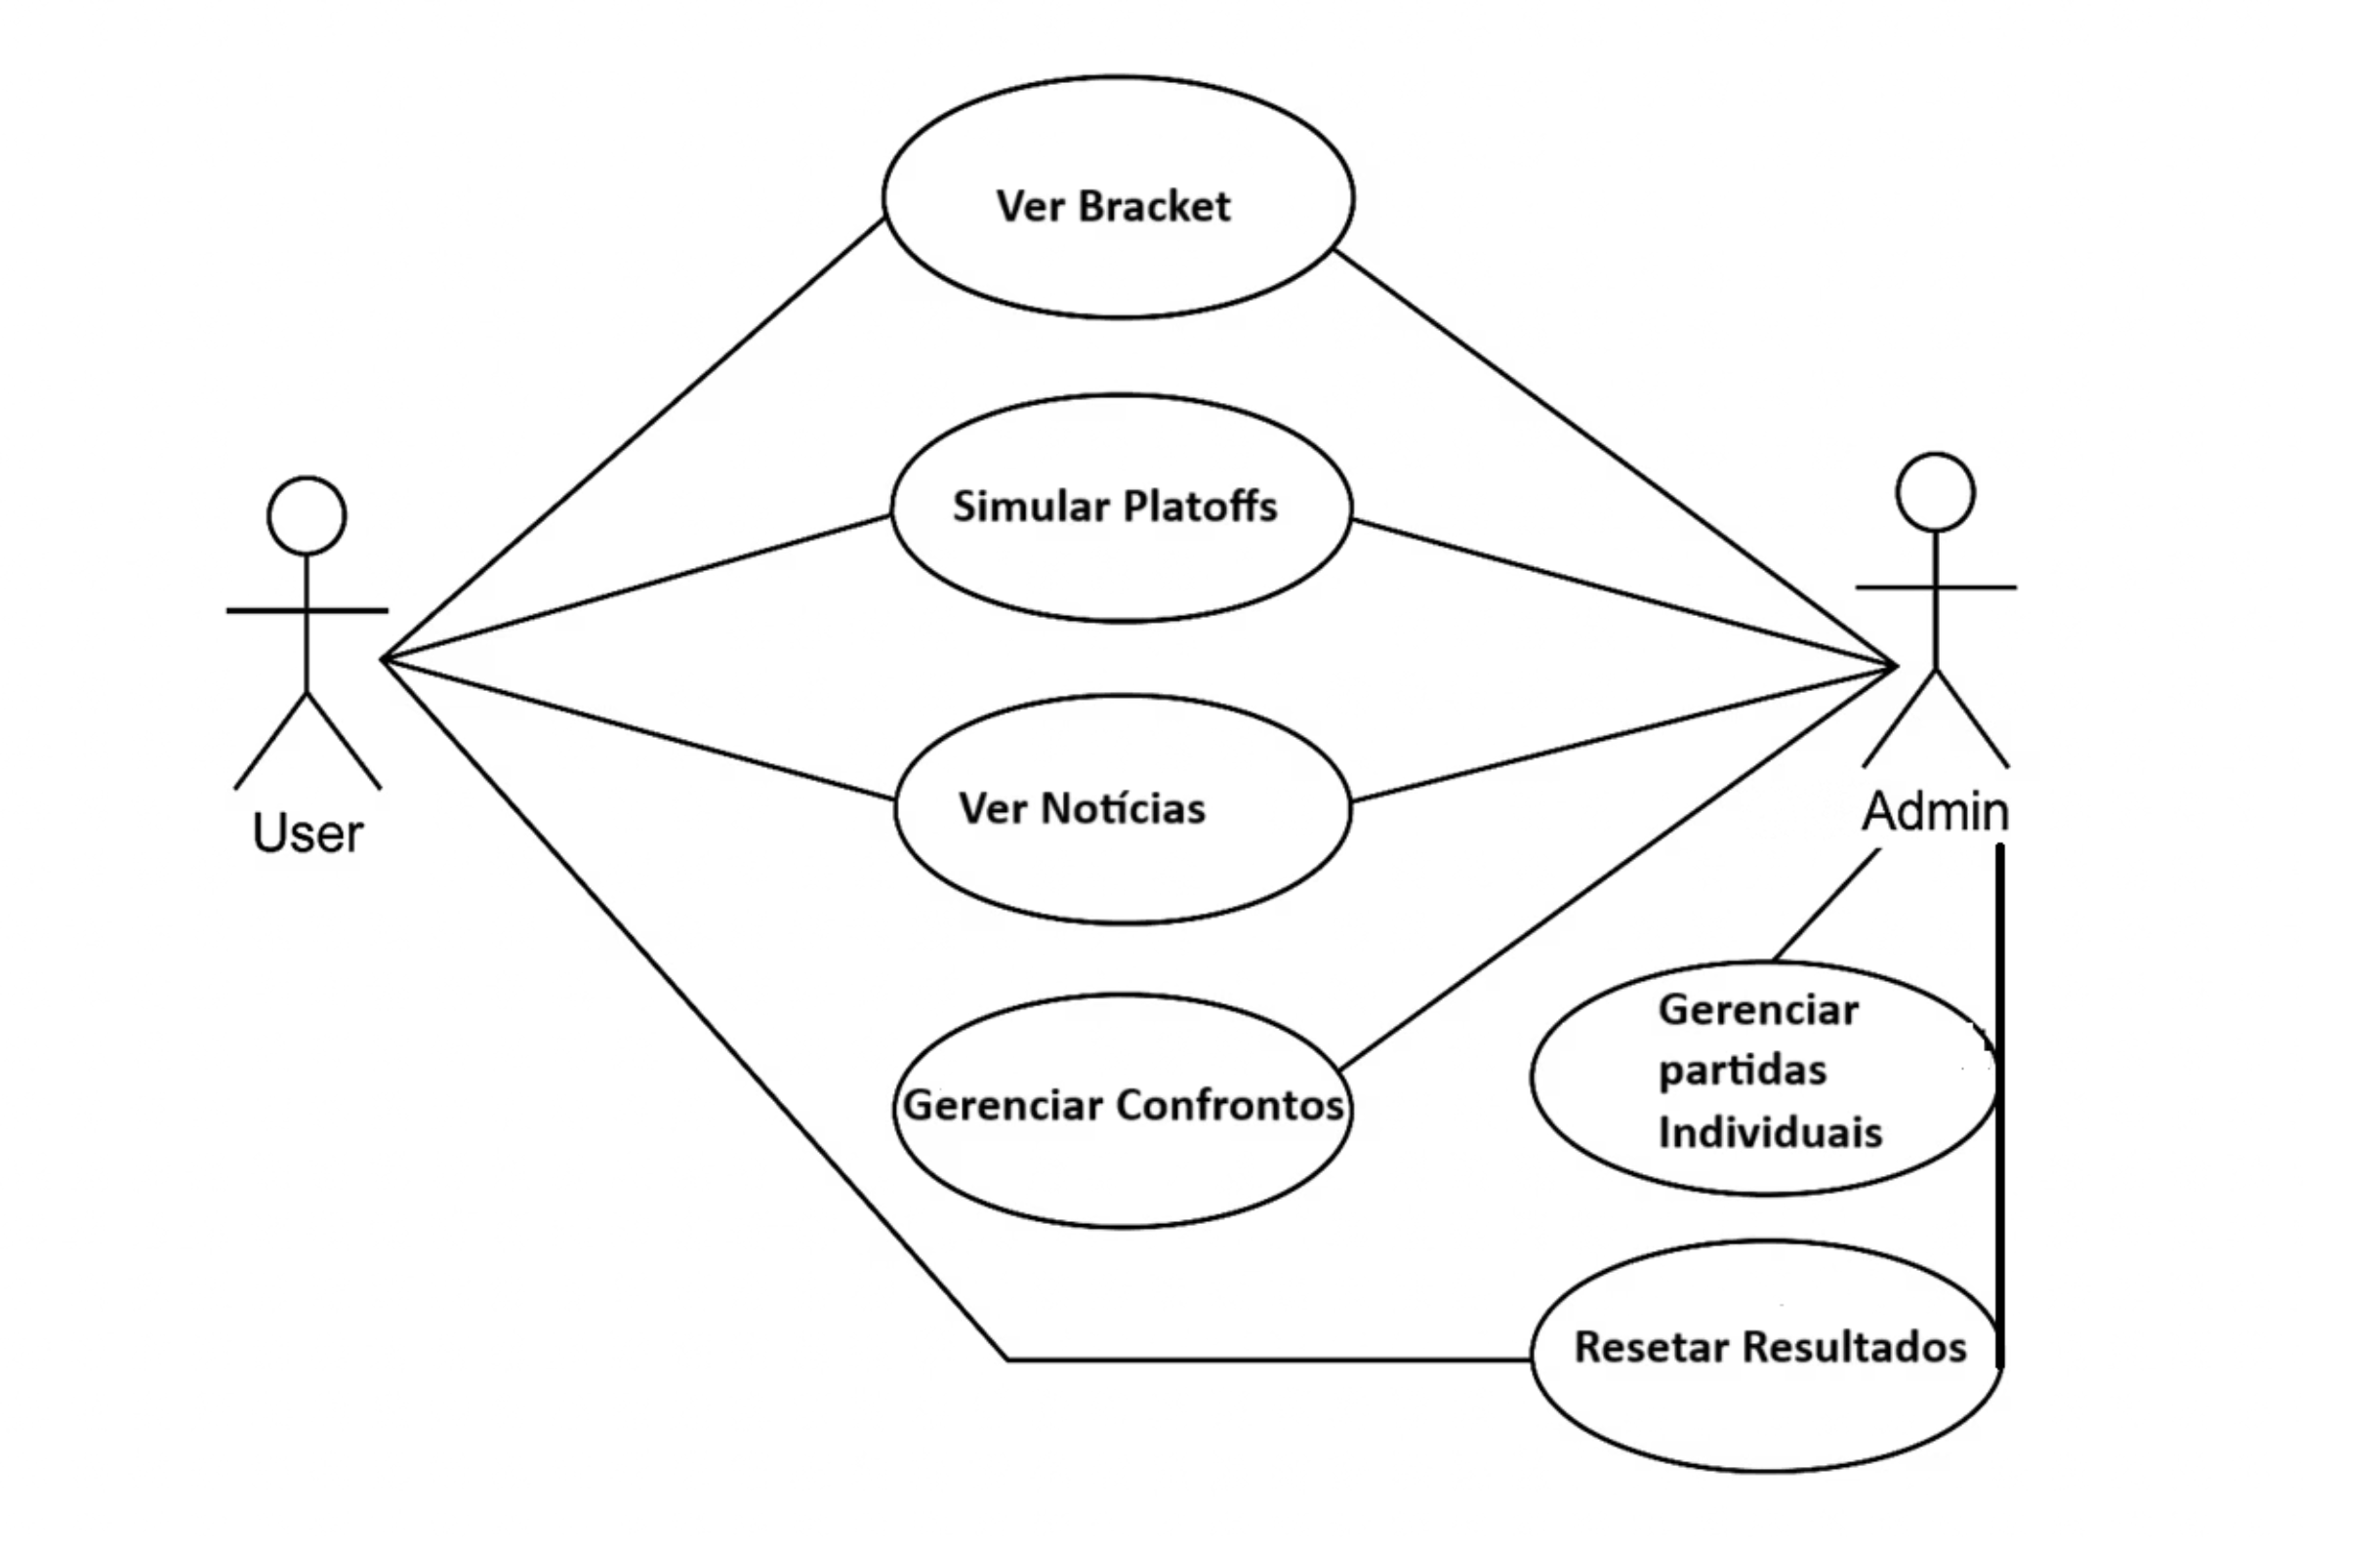 Ver Bracket
Simular Platoffs
User
Ver Notícias
Admin
Gerenciar Confrontos
Gerenciar
partidas
Individuais
Resetar Resultados